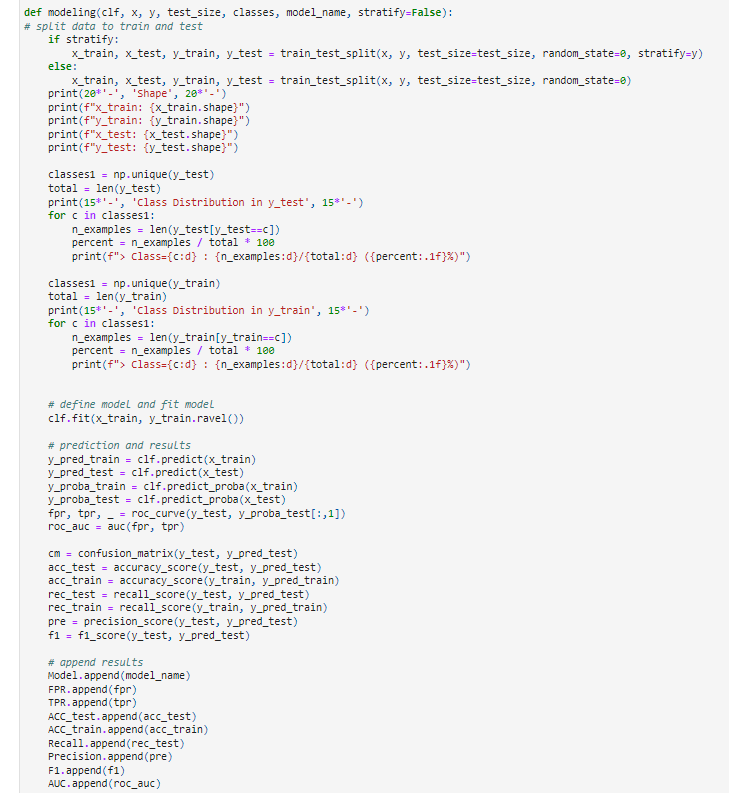 def modeling(clf, x, y, test_size, classes, model_name, stratify=False):
# split data to train and test
    if stratify:
        x_train, x_test, y_train, y_test = train_test_split(x, y, test_size=test_size, random_state=0, stratify=y)
    else:
        x_train, x_test, y_train, y_test = train_test_split(x, y, test_size=test_size, random_state=0)
    print(20*'-', 'Shape', 20*'-')
    print(f"x_train: {x_train.shape}")
    print(f"y_train: {y_train.shape}")
    print(f"x_test: {x_test.shape}")
    print(f"y_test: {y_test.shape}")

    classes1 = np.unique(y_test)
    total = len(y_test)
    print(15*'-', 'Class Distribution in y_test', 15*'-')
    for c in classes1:
        n_examples = len(y_test[y_test==c])
        percent = n_examples / total * 100
        print(f"> Class={c:d} : {n_examples:d}/{total:d} ({percent:.1f}%)")

    classes1 = np.unique(y_train)
    total = len(y_train)
    print(15*'-', 'Class Distribution in y_train', 15*'-')
    for c in classes1:
        n_examples = len(y_train[y_train==c])
        percent = n_examples / total * 100
        print(f"> Class={c:d} : {n_examples:d}/{total:d} ({percent:.1f}%)")


    # define model and fit model
    clf.fit(x_train, y_train.ravel())

    # prediction and results
    y_pred_train = clf.predict(x_train)
    y_pred_test = clf.predict(x_test)
    y_proba_train = clf.predict_proba(x_train)
    y_proba_test = clf.predict_proba(x_test)
    fpr, tpr, _ = roc_curve(y_test, y_proba_test[:,1])
    roc_auc = auc(fpr, tpr)

    cm = confusion_matrix(y_test, y_pred_test)
    acc_test = accuracy_score(y_test, y_pred_test)
    acc_train = accuracy_score(y_train, y_pred_train)
    rec_test = recall_score(y_test, y_pred_test)
    rec_train = recall_score(y_train, y_pred_train)
    pre = precision_score(y_test, y_pred_test)
    f1 = f1_score(y_test, y_pred_test)

    # append results
    Model.append(model_name)
    FPR.append(fpr)
    TPR.append(tpr)
    ACC_test.append(acc_test)
    ACC_train.append(acc_train)
    Recall.append(rec_test)
    Precision.append(pre)
    F1.append(f1)
    AUC.append(roc_auc)